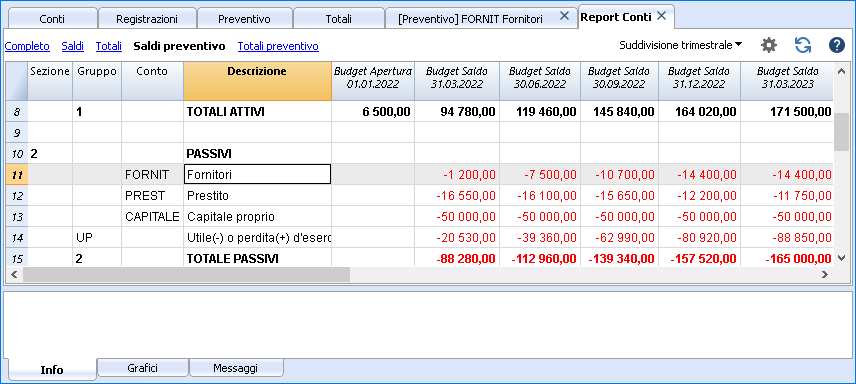 Conti Registrazioni Preventivo Totali [Preventivo] FORNIT Fornitori Report Conti
Completo Saldi Totali Saldi preventivo Totali preventivo Suddivisione trimestrale
Sezione Gruppo Conto Descrizione Budget Apertura 01.01.2022 Budget Saldo 31.03.2022 Budget Saldo 30.06.2022 Budget Saldo 30.09.2022 Budget Saldo 31.12.2022 Budget Saldo 31.03.2023
8 1 TOTALI ATTIVI 6 500,00 94 780,00 119 460,00 145 840,00 164 020,00 171 500,00
9
10 2 PASSIVI
11 FORNIT Fornitori -1 200,00 -7 500,00 -10 700,00 -14 400,00 -14 400,00
12 PREST Prestito -16 550,00 -16 100,00 -15 650,00 -12 200,00 -11 750,00
13 CAPITALE Capitale proprio -50 000,00 -50 000,00 -50 000,00 -50 000,00 -50 000,00
14 UP Utile(-) o perdita(+) d'eserc -20 530,00 -39 360,00 -62 990,00 -80 920,00 -88 850,00
15 2 TOTALE PASSIVI -88 280,00 -112 960,00 -139 340,00 -157 520,00 -165 000,00
Info Grafici Messaggi